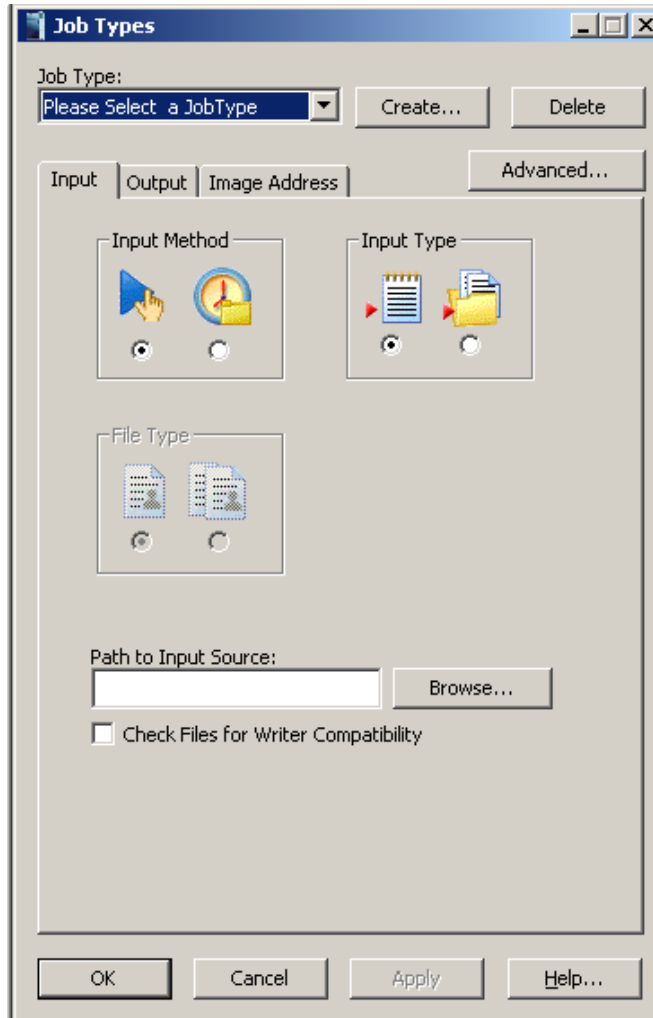 Job Types
Job Type:
Please Select a JobType
Create...
Delete
Advanced...
Input
Output
Image Address
Input Method
Input Type
File Type
Path to Input Source:
Browse...
Check Files for Writer Compatibility
OK
Cancel
Apply
Help...